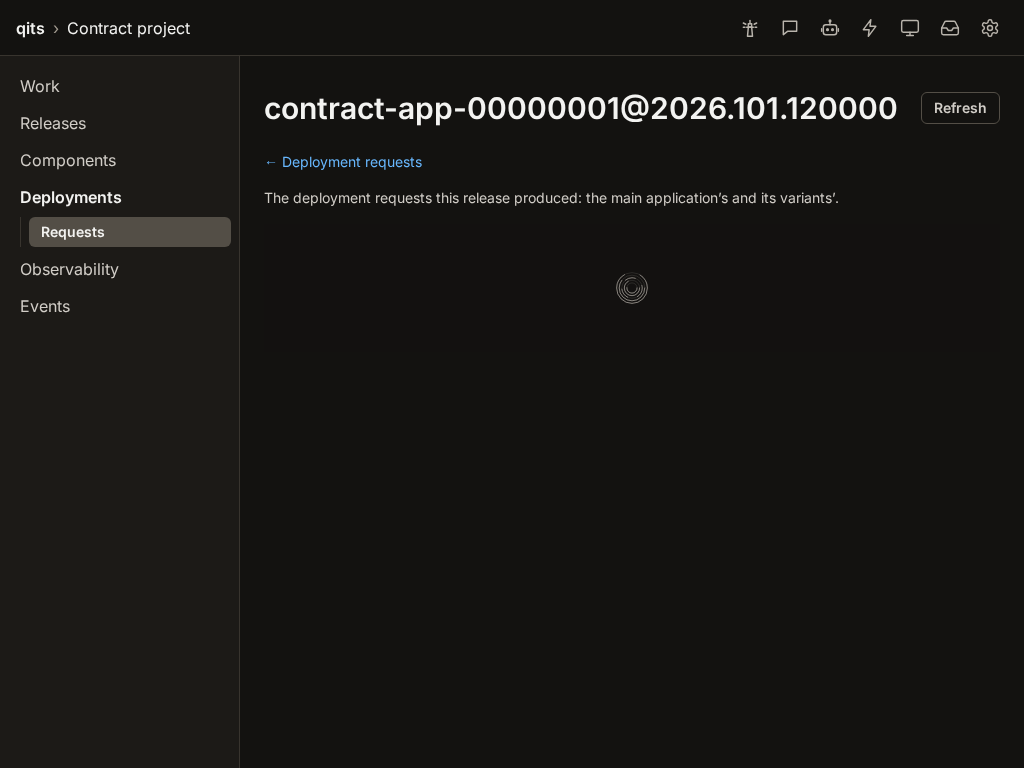 qits › Contract project
Work
Releases
Components
Deployments
Requests
Observability
Events
contract-app-00000001@2026.101.120000
Refresh
← Deployment requests
The deployment requests this release produced: the main application’s and its variants’.